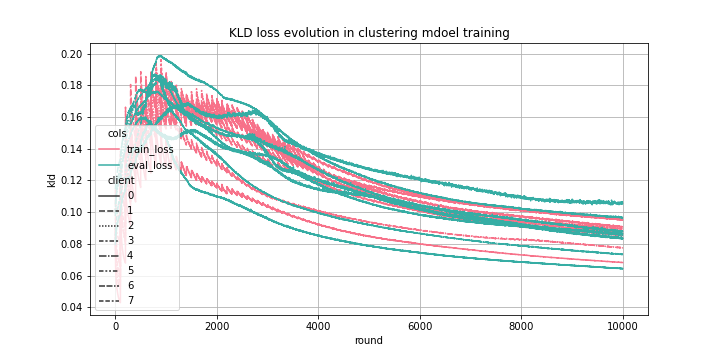 KLD loss evolution in clustering mdoel training
0.20
0.18
0.16
0.14
0.12
0.10
0.08
0.06
0.04
kld
cols
train_loss
eval_loss
client
0
1
2
3
4
5
6
7
0 2000 4000 6000 8000 10000
round